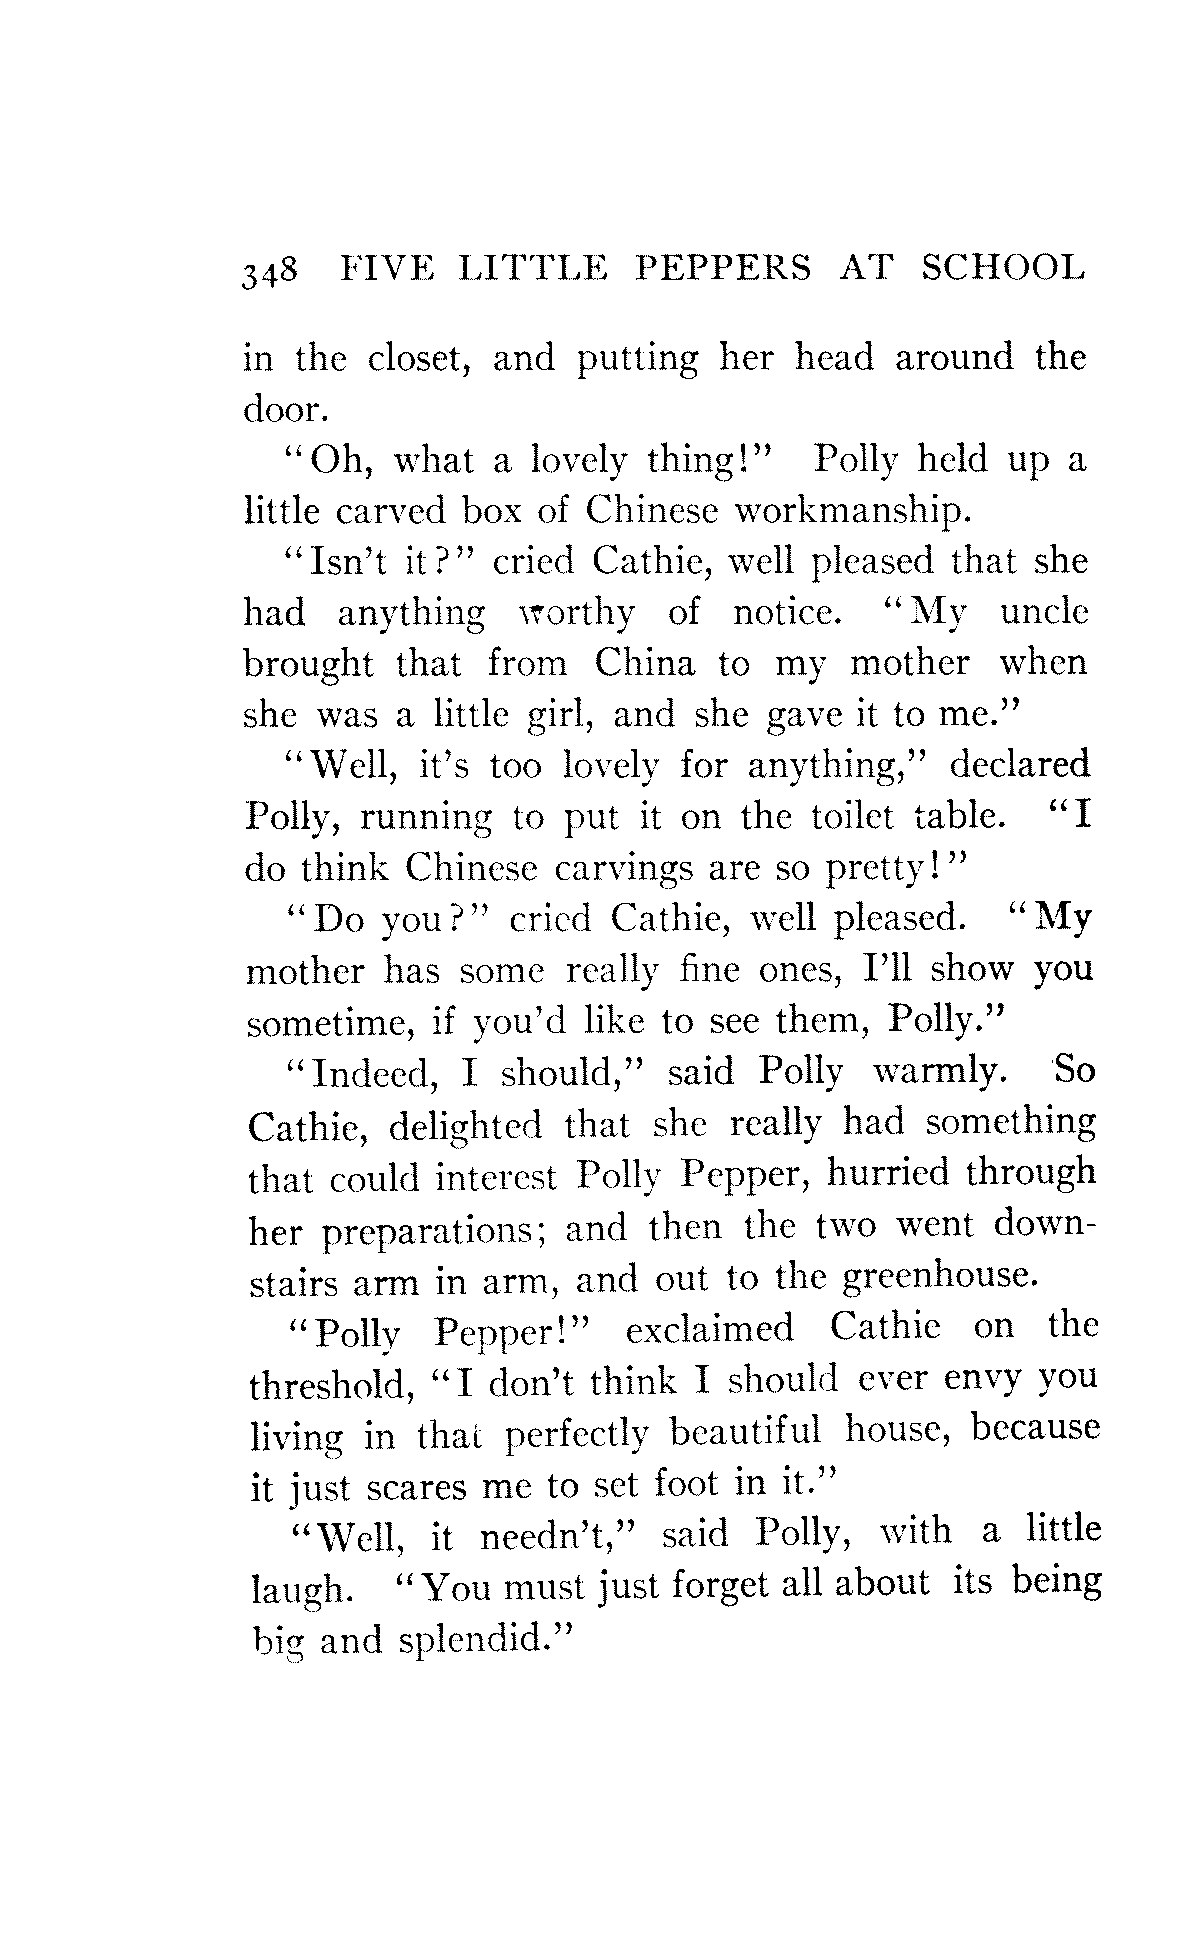 348 FIVE LITTLE PEPPERS AT SCHOOL
in the closet, and putting her head around the
door.
"Oh, what a lovely thing!" Polly held up a
little carved box of Chinese workmanship.
"Isn't it?" cried Cathie, well pleased that she
had anything worthy of notice. "My uncle
brought that from China to my mother when
she was a little girl, and she gave it to me."
"Well, it's too lovely for anything," declared
Polly, running to put it on the toilet table. "I
do think Chinese carvings are so pretty!"
"Do you?" cried Cathie, well pleased. "My
mother has some really fine ones, I'll show you
sometime, if you'd like to see them, Polly."
"Indeed, I should," said Polly warmly. So
Cathie, delighted that she really had something
that could interest Polly Pepper, hurried through
her preparations; and then the two went down-
stairs arm in arm, and out to the greenhouse.
"Polly Pepper!" exclaimed Cathie on the
threshold, "I don't think I should ever envy you
living in that perfectly beautiful house, because
it just scares me to set foot in it."
"Well, it needn't," said Polly, with a little
laugh. "You must just forget all about its being
big and splendid."